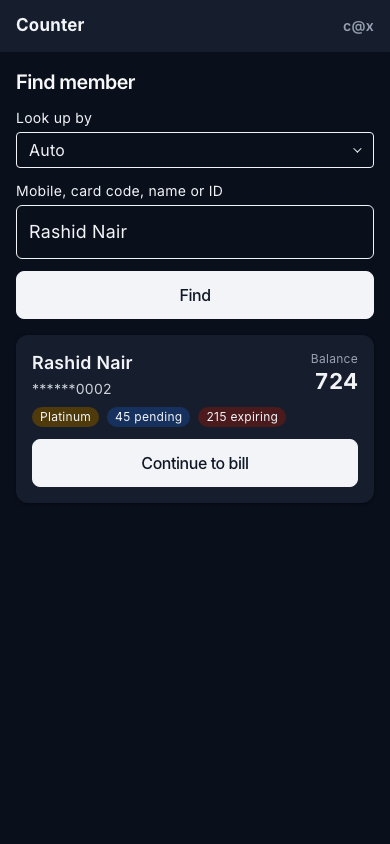 Counter
c@x
Find member
Look up by
Auto
Mobile, card code, name or ID
Rashid Nair
Find
Rashid Nair
******0002
Balance
724
Platinum
45 pending
215 expiring
Continue to bill